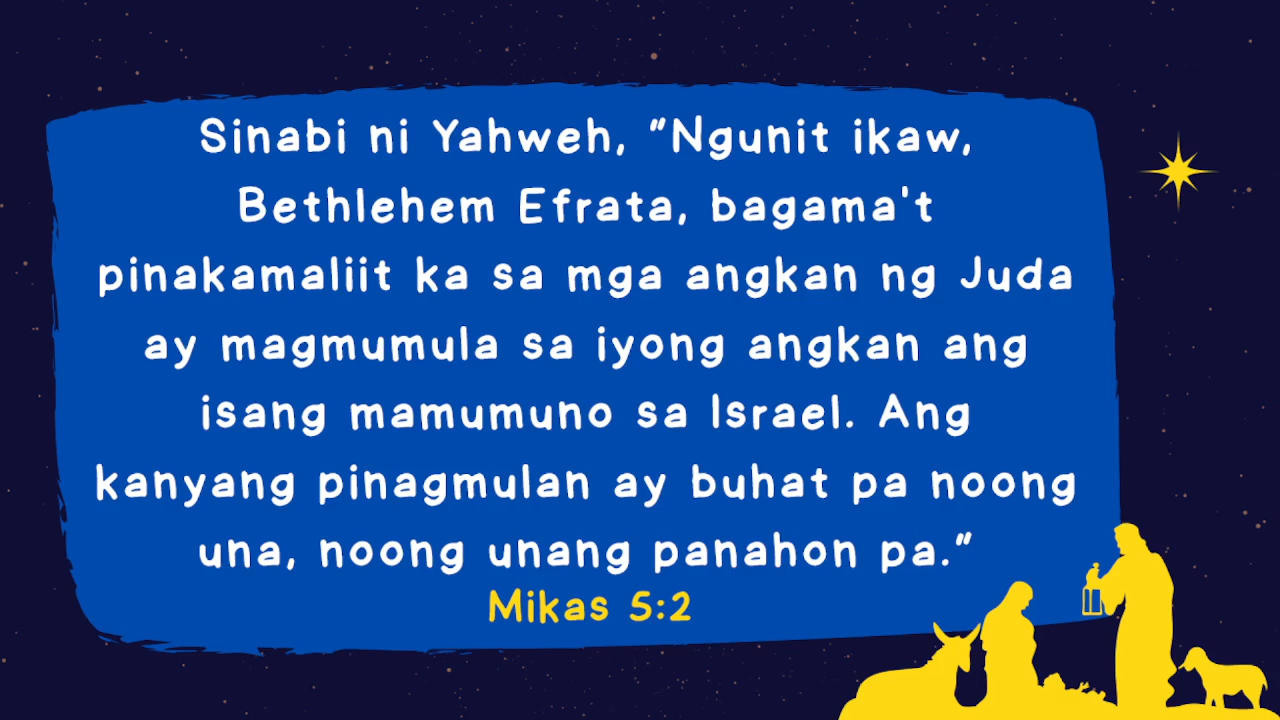 Sinabi ni Yahweh, “Ngunit ikaw,
Bethlehem Efrata, bagama't
pinakamaliit ka sa mga angkan ng Juda
ay magmumula sa iyong angkan ang
isang mamumuno sa Israel. Ang
kanyang pinagmulan ay buhat pa noong
una, noong unang panahon pa.”
Mikas 5:2